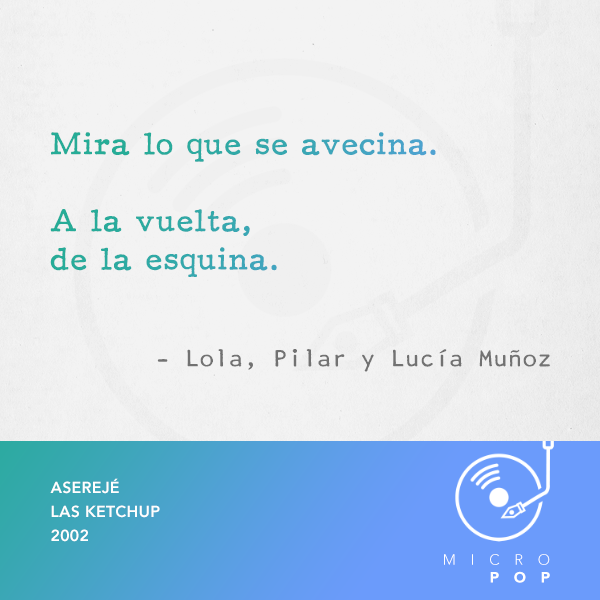 Mira lo que se avecina.
A la vuelta,
de la esquina.
– Lola, Pilar y Lucía Muñoz
ASEREJÉ
LAS KETCHUP
2002
MICRO
POP